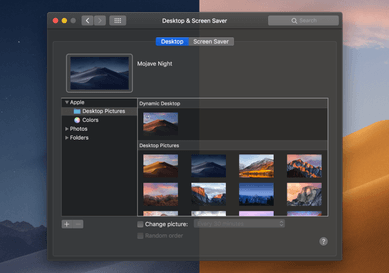 Desktop & Screen Saver
Search
Desktop
Screen Saver
Mojave Night
Apple
Desktop Pictures
Colors
Photos
Folders
Dynamic Desktop
Desktop Pictures
Change picture:
Random order